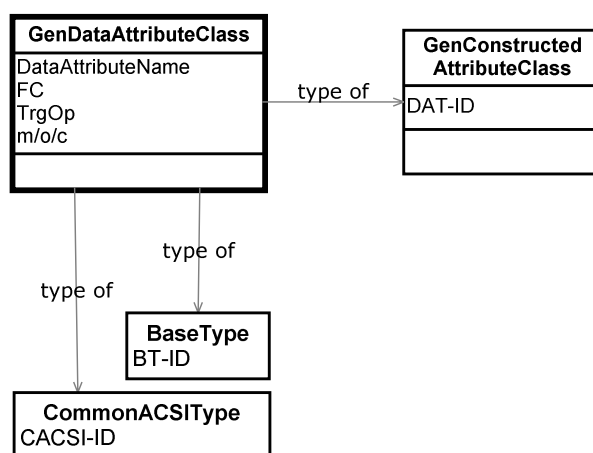 GenDataAttributeClass
DataAttributeName
FC
TrgOp
m/o/c
type of
GenConstructed
AttributeClass
DAT-ID
type of
type of
BaseType
BT-ID
CommonACSIType
CACSI-ID